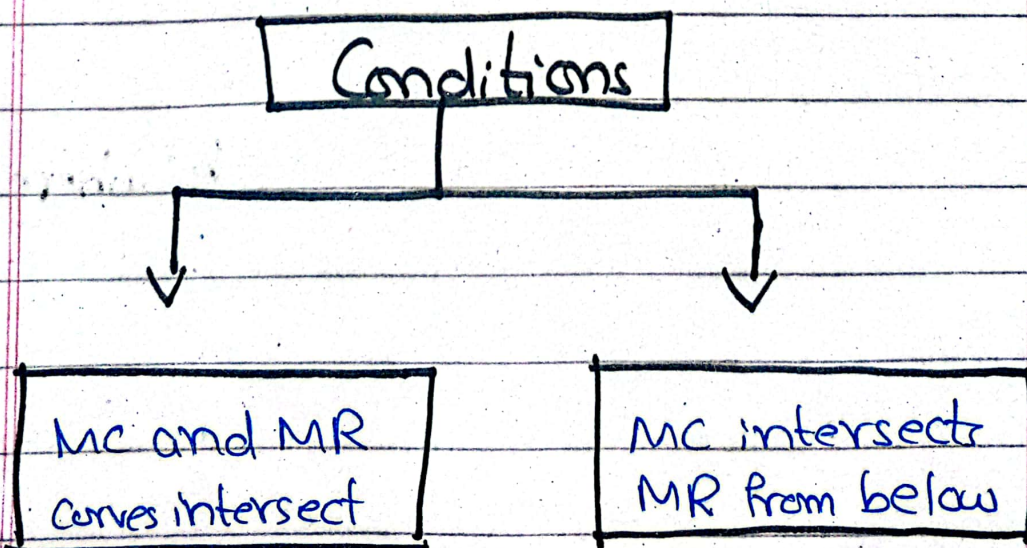 Conditions
MC and MR
curves intersect
MC intersects
MR from below